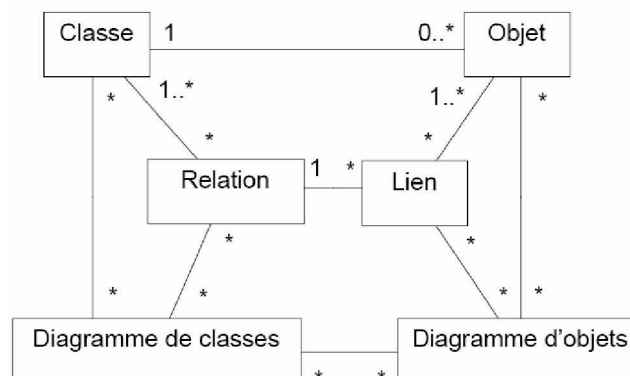 Classe 1 0..* Objet
* 1..* 1..* *
* *
Relation 1 * Lien
* *
* * * *
Diagramme de classes Diagramme d'objets
* *